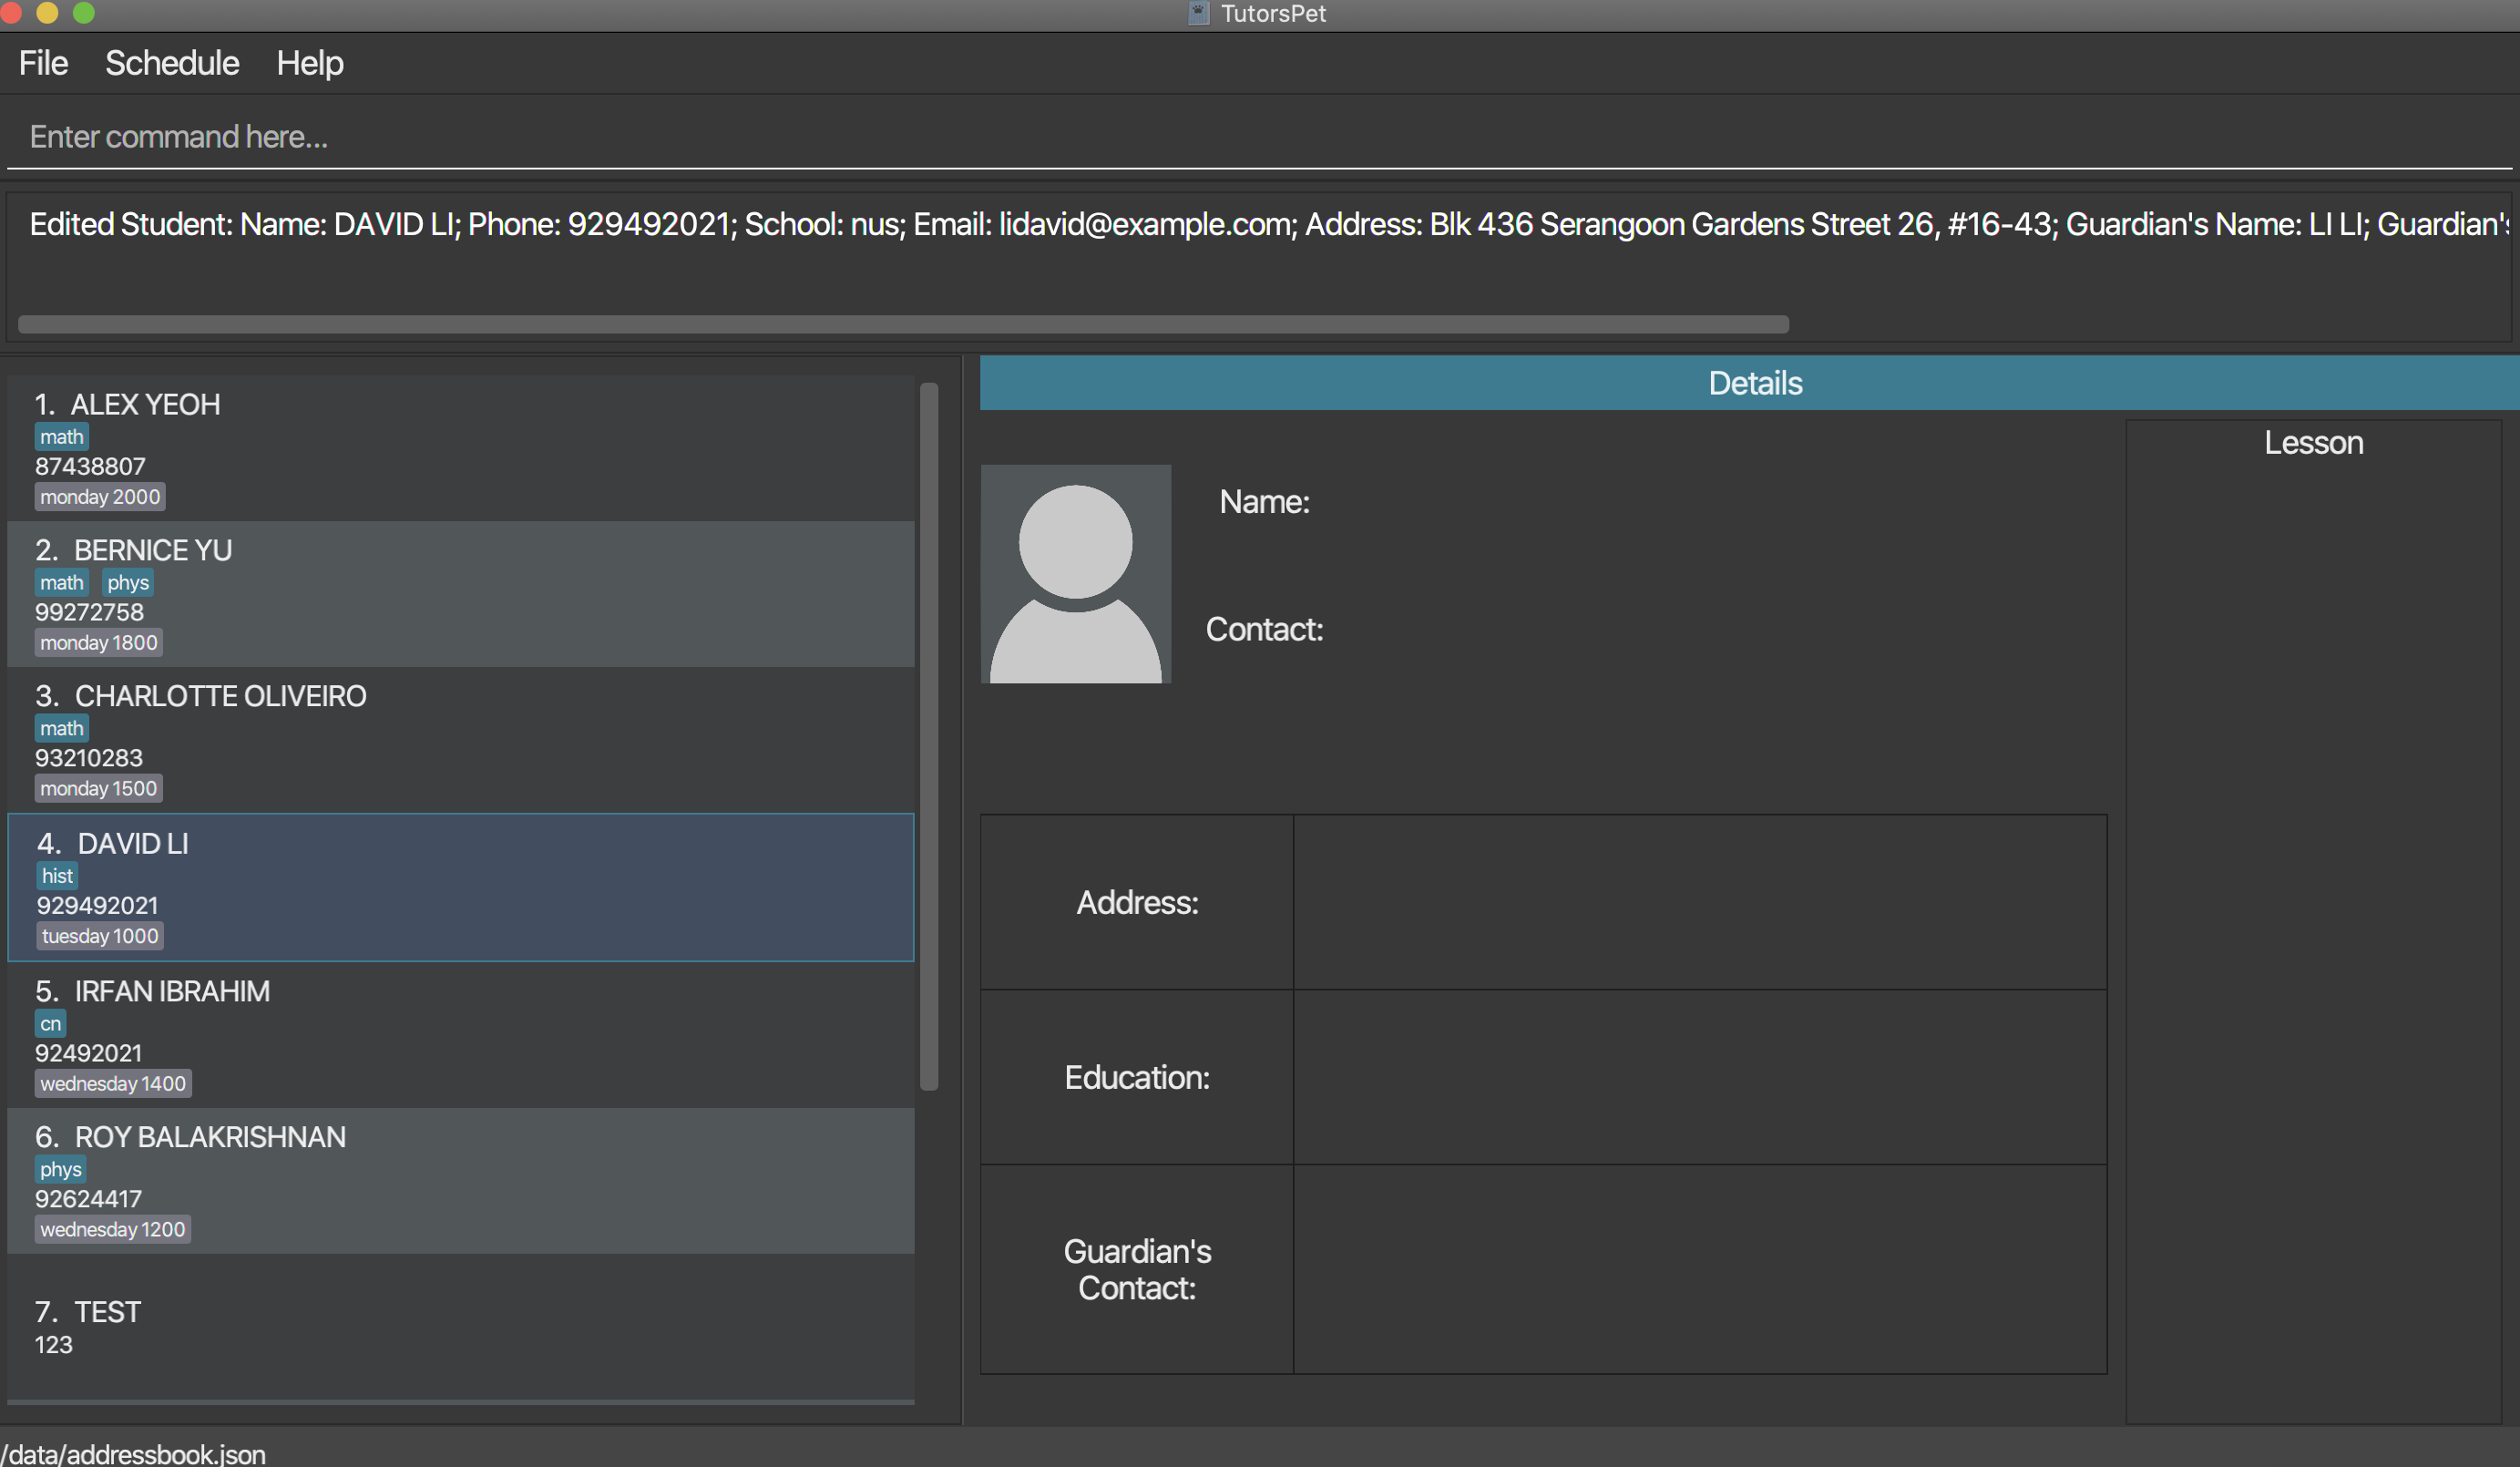 TutorsPet
File Schedule Help
Enter command here...
Edited Student: Name: DAVID LI; Phone: 929492021; School: nus; Email: lidavid@example.com; Address: Blk 436 Serangoon Gardens Street 26, #16-43; Guardian's Name: LI LI; Guardian's
1. ALEX YEOH
math
87438807
monday 2000
2. BERNICE YU
math phys
99272758
monday 1800
3. CHARLOTTE OLIVEIRO
math
93210283
monday 1500
4. DAVID LI
hist
929492021
tuesday 1000
5. IRFAN IBRAHIM
cn
92492021
wednesday 1400
6. ROY BALAKRISHNAN
phys
92624417
wednesday 1200
7. TEST
123
Details
Name:
Contact:
Address:
Education:
Guardian's
Contact:
Lesson
/data/addressbook.json